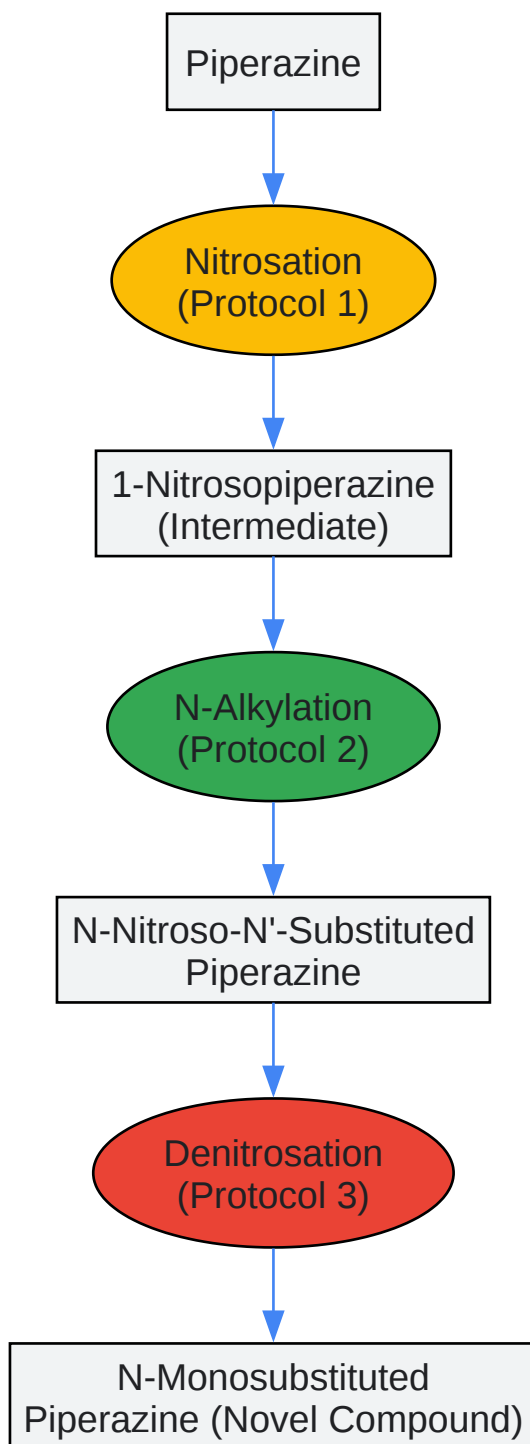 Piperazine
Nitrosation
(Protocol 1)
1-Nitrosopiperazine
(Intermediate)
N-Alkylation
(Protocol 2)
N-Nitroso-N'-Substituted
Piperazine
Denitrosation
(Protocol 3)
N-Monosubstituted
Piperazine (Novel Compound)